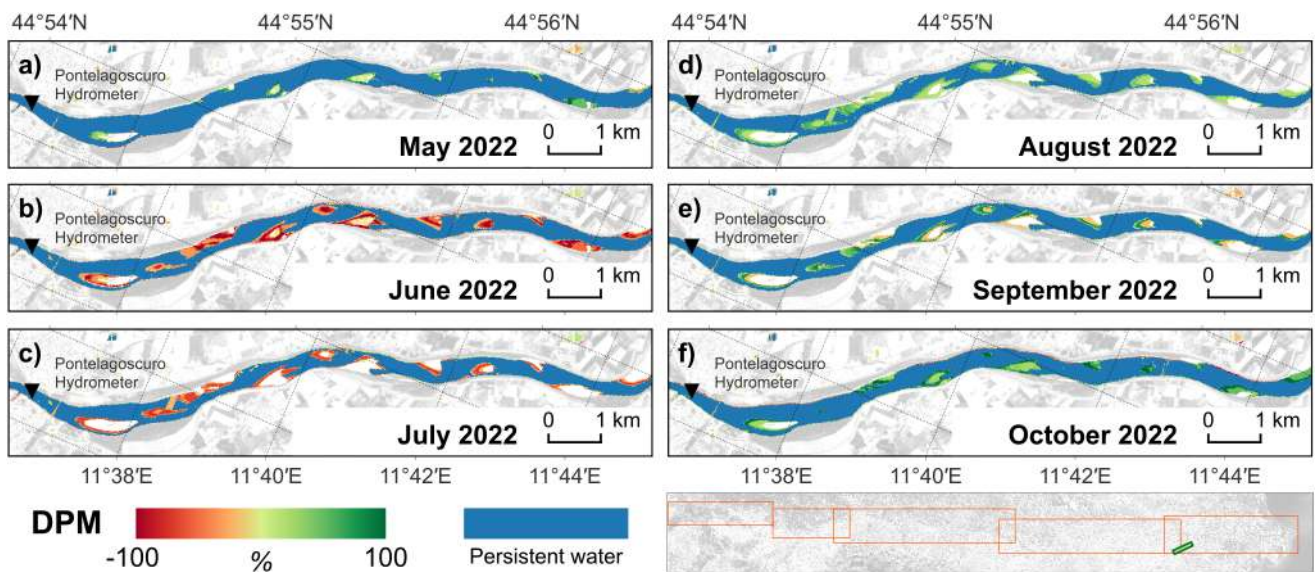 44°54′N 44°55′N 44°56′N 44°54′N 44°55′N 44°56′N
a)
Pontelagoscuro
Hydrometer
May 2022
0 1 km
d)
Pontelagoscuro
Hydrometer
August 2022
0 1 km
b)
Pontelagoscuro
Hydrometer
June 2022
0 1 km
e)
Pontelagoscuro
Hydrometer
September 2022
0 1 km
c)
Pontelagoscuro
Hydrometer
July 2022
0 1 km
f)
Pontelagoscuro
Hydrometer
October 2022
0 1 km
11°38′E 11°40′E 11°42′E 11°44′E 11°38′E 11°40′E 11°42′E 11°44′E
DPM
-100 % 100
Persistent water